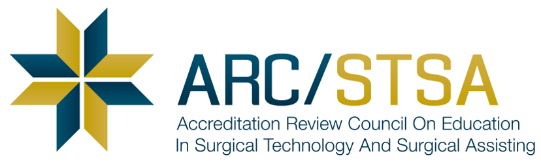 ARC/STSA
Accreditation Review Council On Education
In Surgical Technology And Surgical Assisting